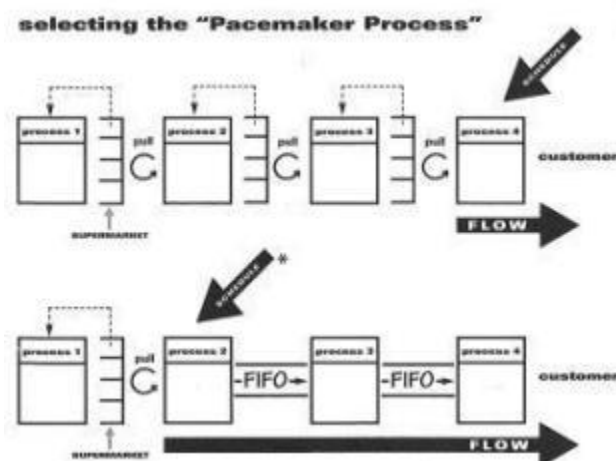 selecting the "Pacemaker Process"
SCHEDULE
process 1
process 2
process 3
process 4
pull
pull
pull
customer
FLOW
SUPERMARKET
SCHEDULE *
process 1
process 2
process 3
process 4
pull
FIFO
FIFO
customer
FLOW
SUPERMARKET